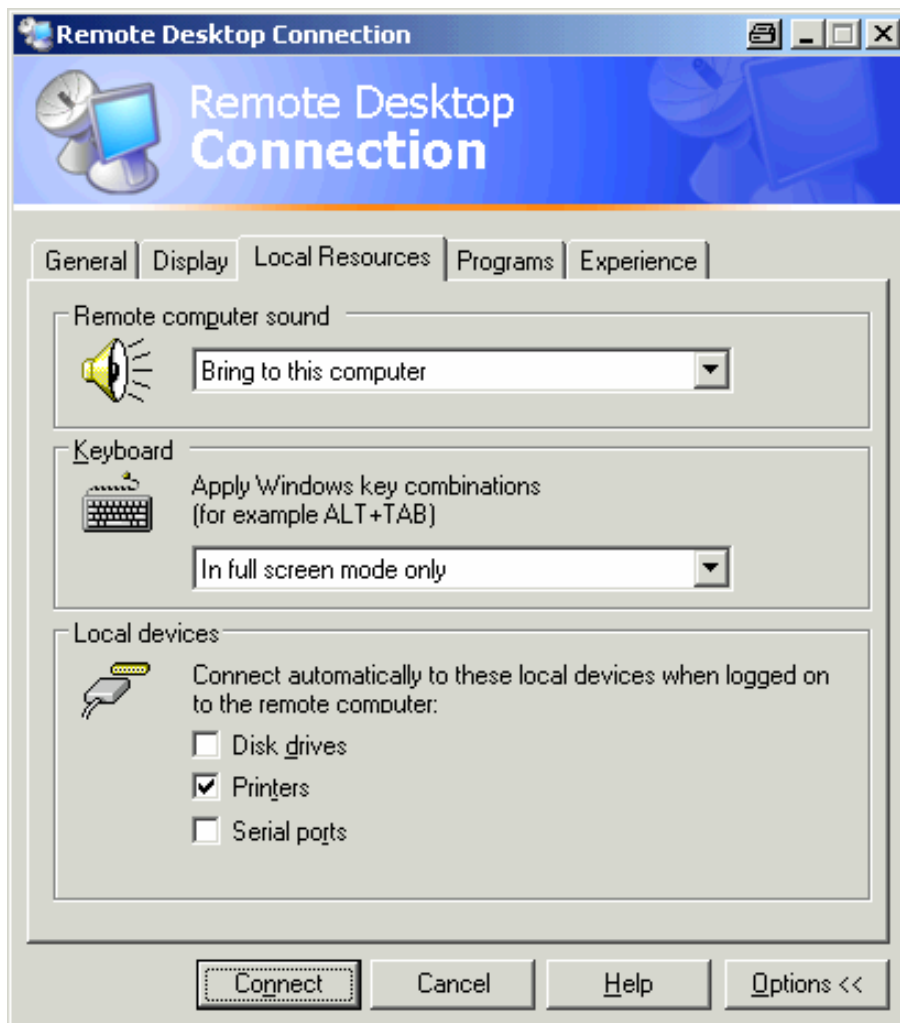 Remote Desktop Connection
Remote Desktop
Connection
General Display Local Resources Programs Experience
Remote computer sound
Bring to this computer
Keyboard
Apply Windows key combinations
(for example ALT+TAB)
In full screen mode only
Local devices
Connect automatically to these local devices when logged on
to the remote computer:
Disk drives
Printers
Serial ports
Connect Cancel Help Options <<